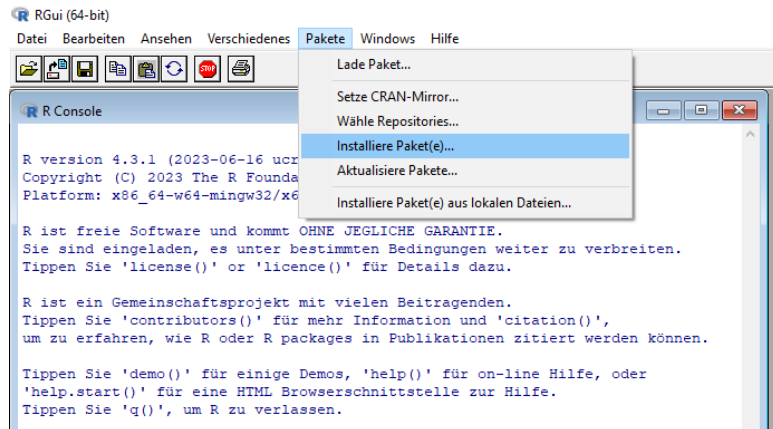 RGui (64-bit)
Datei Bearbeiten Ansehen Verschiedenes Pakete Windows Hilfe
STOP
Lade Paket...
Setze CRAN-Mirror...
Wähle Repositories...
Installiere Paket(e)...
Aktualisiere Pakete...
Installiere Paket(e) aus lokalen Dateien...
R Console
R version 4.3.1 (2023-06-16 ucr
Copyright (C) 2023 The R Founda
Platform: x86_64-w64-mingw32/x6
R ist freie Software und kommt OHNE JEGLICHE GARANTIE.
Sie sind eingeladen, es unter bestimmten Bedingungen weiter zu verbreiten.
Tippen Sie 'license()' or 'licence()' für Details dazu.
R ist ein Gemeinschaftsprojekt mit vielen Beitragenden.
Tippen Sie 'contributors()' für mehr Information und 'citation()',
um zu erfahren, wie R oder R packages in Publikationen zitiert werden können.
Tippen Sie 'demo()' für einige Demos, 'help()' für on-line Hilfe, oder
'help.start()' für eine HTML Browserschnittstelle zur Hilfe.
Tippen Sie 'q()', um R zu verlassen.